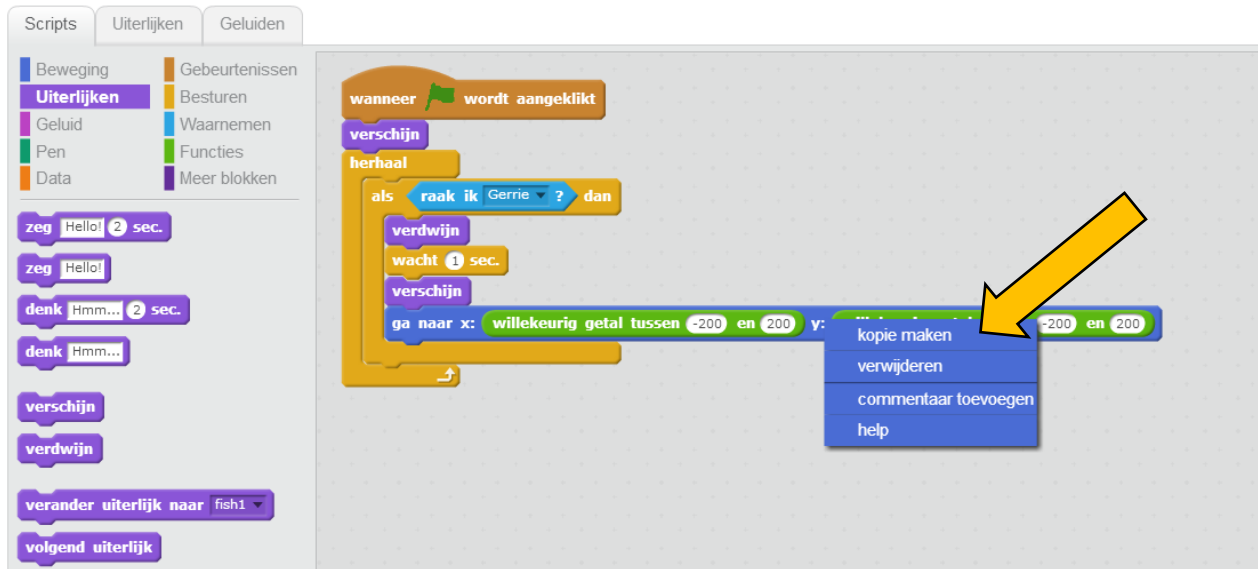 Scripts Uiterlijken Geluiden
Beweging Gebeurtenissen
Uiterlijken Besturen
Geluid Waarnemen
Pen Functies
Data Meer blokken
zeg Hello! 2 sec.
zeg Hello!
denk Hmm... 2 sec.
denk Hmm...
verschijn
verdwijn
verander uiterlijk naar fish1
volgend uiterlijk
wanneer wordt aangeklikt
verschijn
herhaal
als raak ik Gerrie ? dan
verdwijn
wacht 1 sec.
verschijn
ga naar x: willekeurig getal tussen -200 en 200 y: -200 en 200
kopie maken
verwijderen
commentaar toevoegen
help